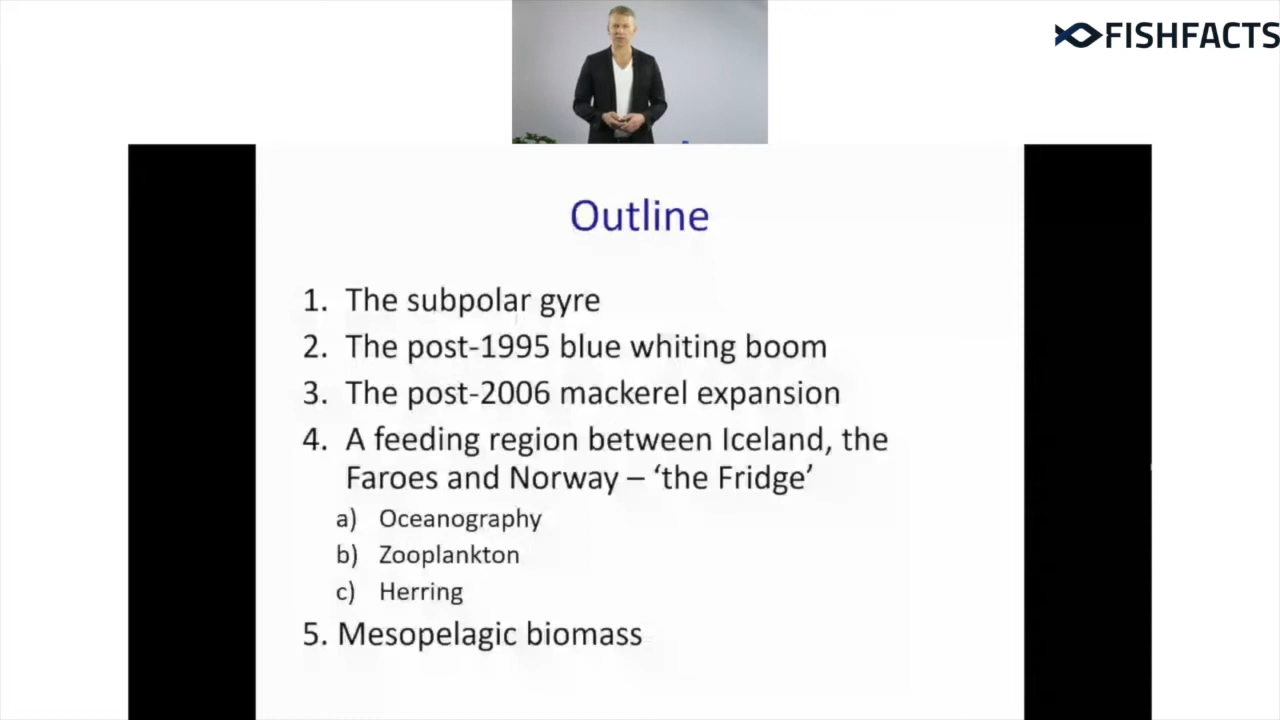 FISHFACTS
Outline
1. The subpolar gyre
2. The post-1995 blue whiting boom
3. The post-2006 mackerel expansion
4. A feeding region between Iceland, the
Faroes and Norway – ‘the Fridge’
a) Oceanography
b) Zooplankton
c) Herring
5. Mesopelagic biomass